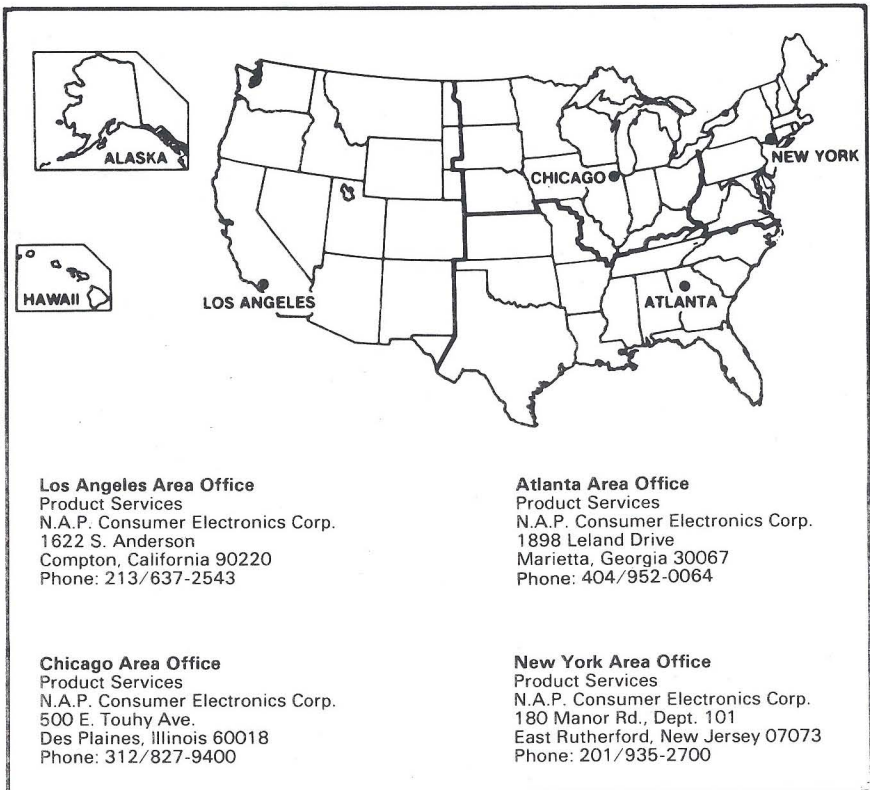 ALASKA
HAWAII
LOS ANGELES
CHICAGO
NEW YORK
ATLANTA
Los Angeles Area Office
Product Services
N.A.P. Consumer Electronics Corp.
1622 S. Anderson
Compton, California 90220
Phone: 213/637-2543
Atlanta Area Office
Product Services
N.A.P. Consumer Electronics Corp.
1898 Leland Drive
Marietta, Georgia 30067
Phone: 404/952-0064
Chicago Area Office
Product Services
N.A.P. Consumer Electronics Corp.
500 E. Touhy Ave.
Des Plaines, Illinois 60018
Phone: 312/827-9400
New York Area Office
Product Services
N.A.P. Consumer Electronics Corp.
180 Manor Rd., Dept. 101
East Rutherford, New Jersey 07073
Phone: 201/935-2700